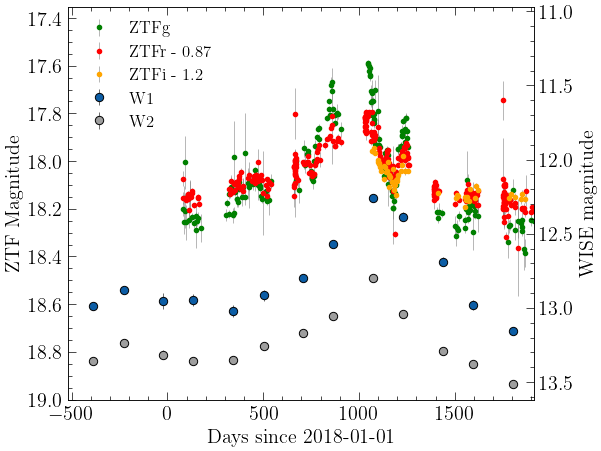 17.4
17.6
17.8
18.0
18.2
18.4
18.6
18.8
19.0
ZTF Magnitude
ZTFg
ZTFr - 0.87
ZTFi - 1.2
W1
W2
11.0
11.5
12.0
12.5
13.0
13.5
WISE magnitude
−500
0
500
1000
1500
Days since 2018-01-01